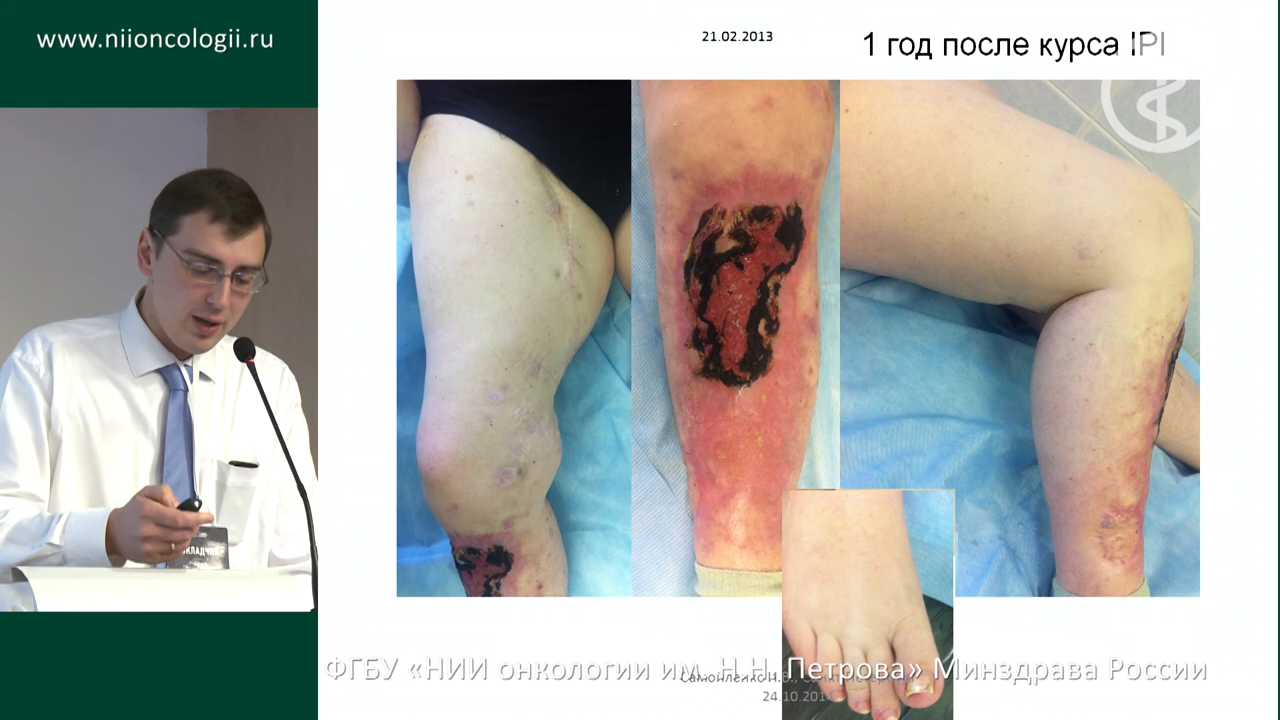 www.niioncologii.ru
21.02.2013
1 год после курса IPI
ФГБУ «НИИ онкологии им. Н.Н. Петрова» Минздрава России
Самойленко И.В.,
24.10.201